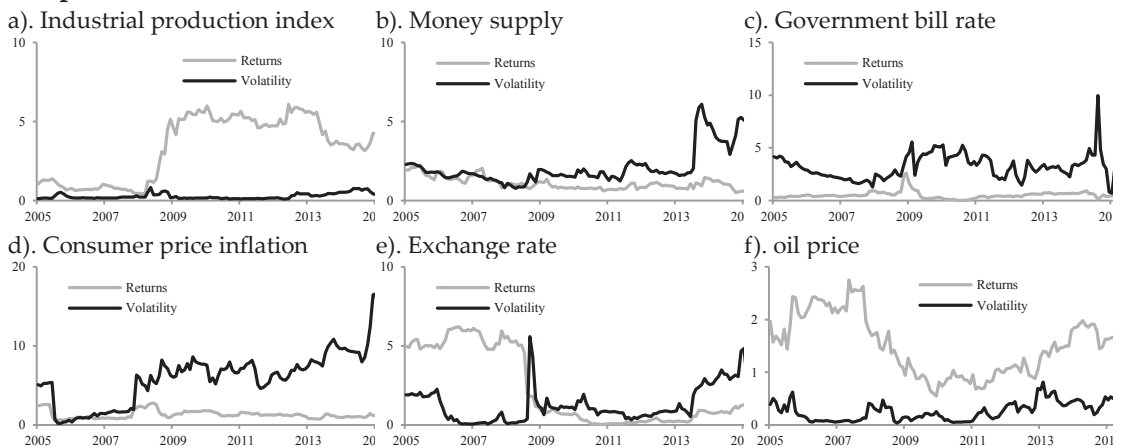 a). Industrial production index
10
5
0
2005 2007 2009 2011 2013 20
Returns
Volatility
b). Money supply
10
5
0
2005 2007 2009 2011 2013 20
Returns
Volatility
c). Government bill rate
15
10
5
0
2005 2007 2009 2011 2013 20
Returns
Volatility
d). Consumer price inflation
20
10
0
2005 2007 2009 2011 2013 20
Returns
Volatility
e). Exchange rate
10
5
0
2005 2007 2009 2011 2013 20
Returns
Volatility
f). oil price
3
2
1
0
2005 2007 2009 2011 2013 201
Returns
Volatility